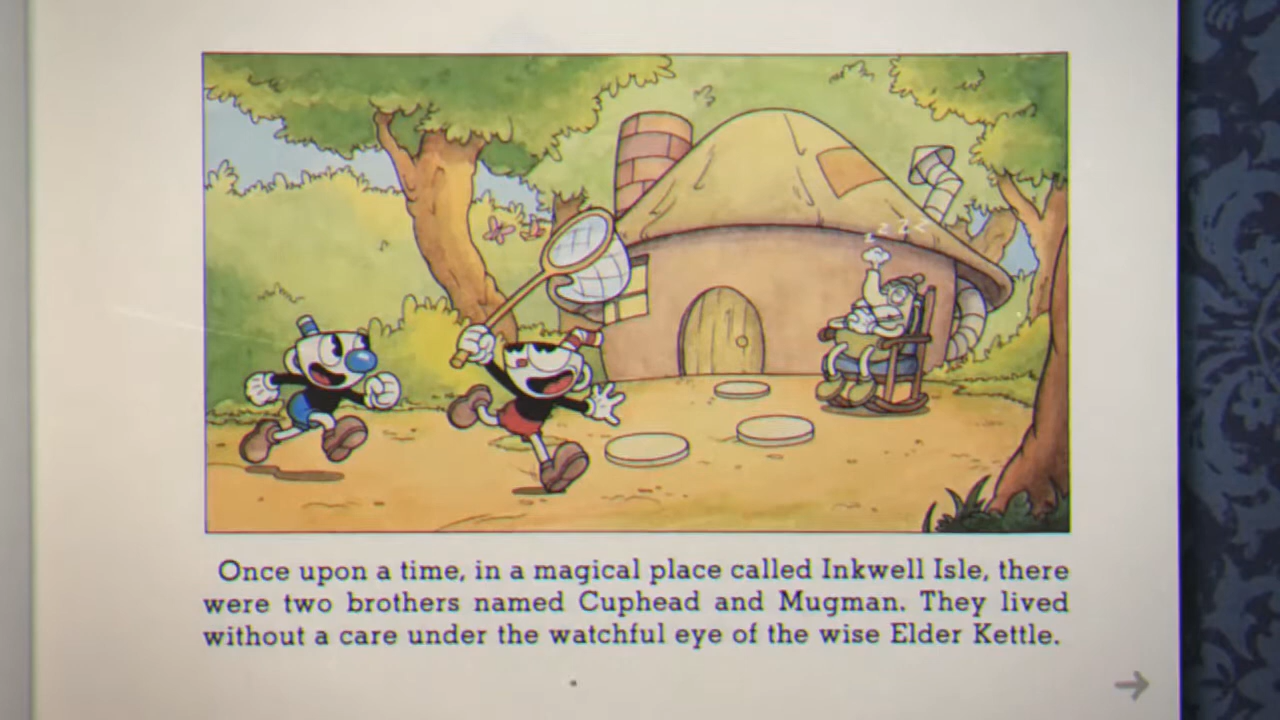 z z z z
Once upon a time, in a magical place called Inkwell Isle, there
were two brothers named Cuphead and Mugman. They lived
without a care under the watchful eye of the wise Elder Kettle.